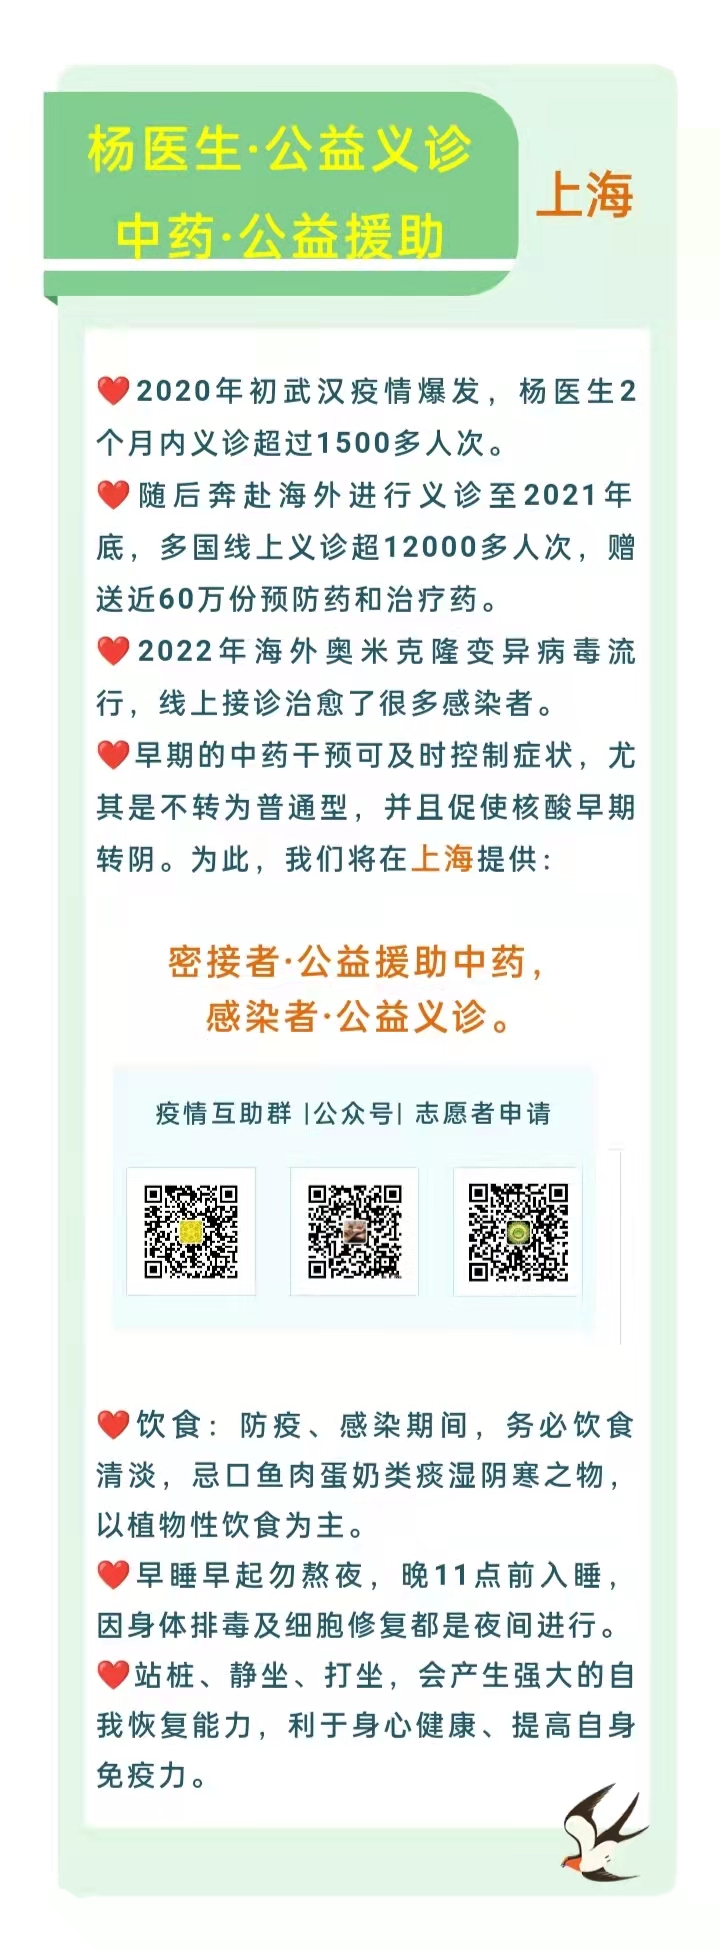 杨医生·公益义诊
中药·公益援助
上海
❤️2020年初武汉疫情爆发，杨医生2
个月内义诊超过1500多人次。
❤️随后奔赴海外进行义诊至2021年
底，多国线上义诊超12000多人次，赠
送近60万份预防药和治疗药。
❤️2022年海外奥米克隆变异病毒流
行，线上接诊治愈了很多感染者。
❤️早期的中药干预可及时控制症状，尤
其是不转为普通型，并且促使核酸早期
转阴。为此，我们将在上海提供：
密接者·公益援助中药，
感染者·公益义诊。
疫情互助群 |公众号| 志愿者申请
❤️饮食：防疫、感染期间，务必饮食
清淡，忌口鱼肉蛋奶类痰湿阴寒之物，
以植物性饮食为主。
❤️早睡早起勿熬夜，晚11点前入睡，
因身体排毒及细胞修复都是夜间进行。
❤️站桩、静坐、打坐，会产生强大的自
我恢复能力，利于身心健康、提高自身
免疫力。